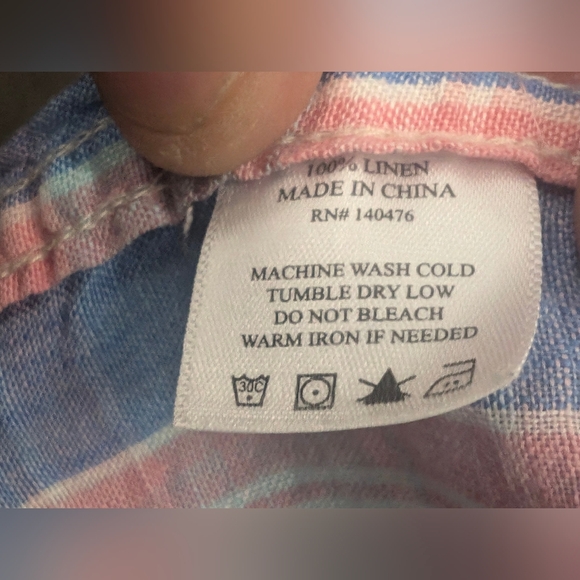 100% LINEN
MADE IN CHINA
RN# 140476
MACHINE WASH COLD
TUMBLE DRY LOW
DO NOT BLEACH
WARM IRON IF NEEDED
30C